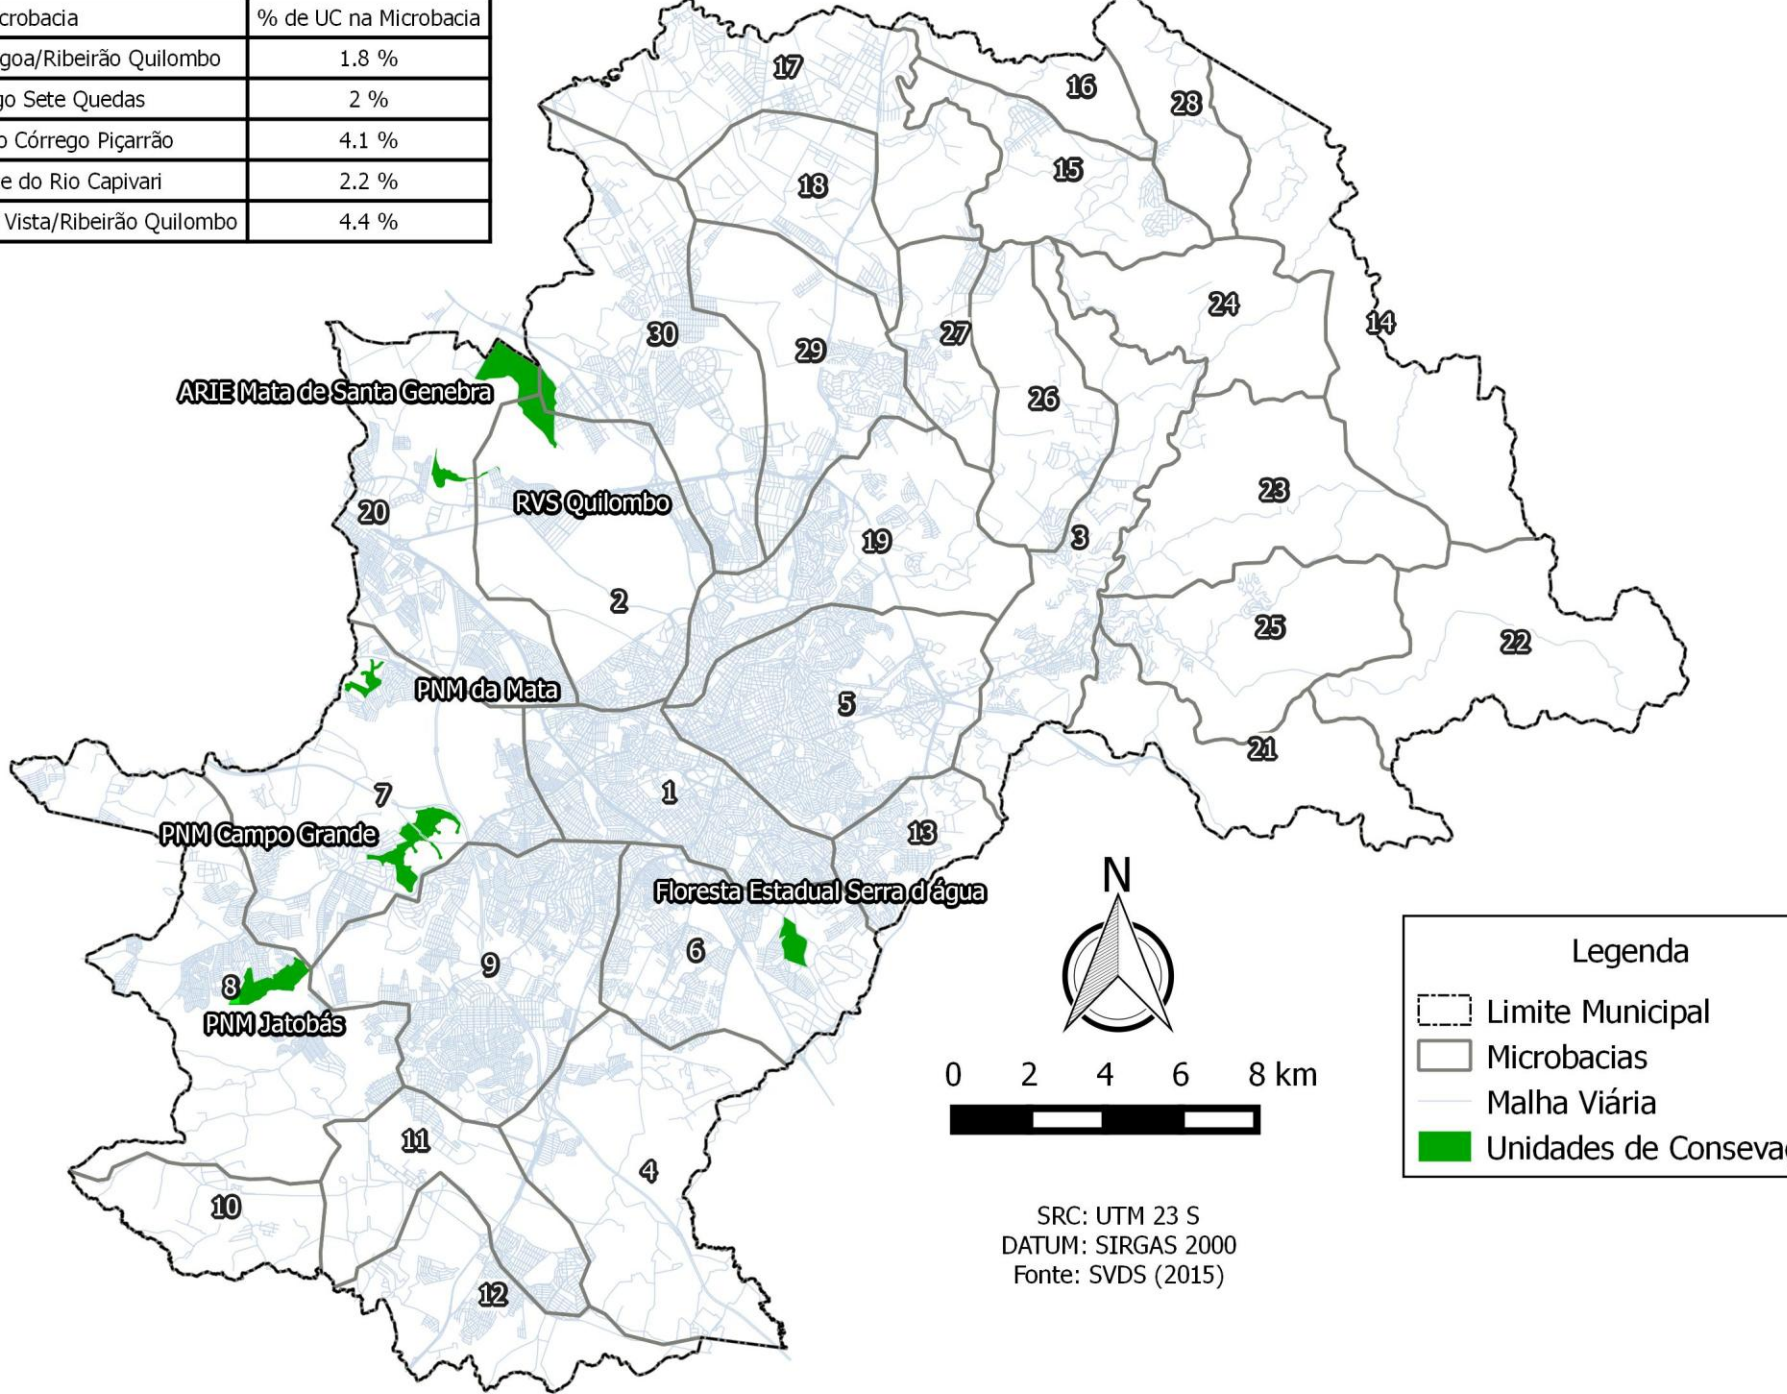 crobacia % de UC na Microbacia
goa/Ribeirão Quilombo 1.8 %
go Sete Quedas 2 %
o Córrego Piçarrão 4.1 %
e do Rio Capivari 2.2 %
Vista/Ribeirão Quilombo 4.4 %
17
16
28
15
18
24
14
30
27
29
ARIE Mata de Santa Genebra
26
23
RVS Quilombo
20
3
19
2
25
22
PNM da Mata
5
21
7
1
PNM Campo Grande
13
Floresta Estadual Serra d água
6
9
8
PNM Jatobás
11
4
10
12
N
0 2 4 6 8 km
SRC: UTM 23 S
DATUM: SIRGAS 2000
Fonte: SVDS (2015)
Legenda
Limite Municipal
Microbacias
Malha Viária
Unidades de Conseva